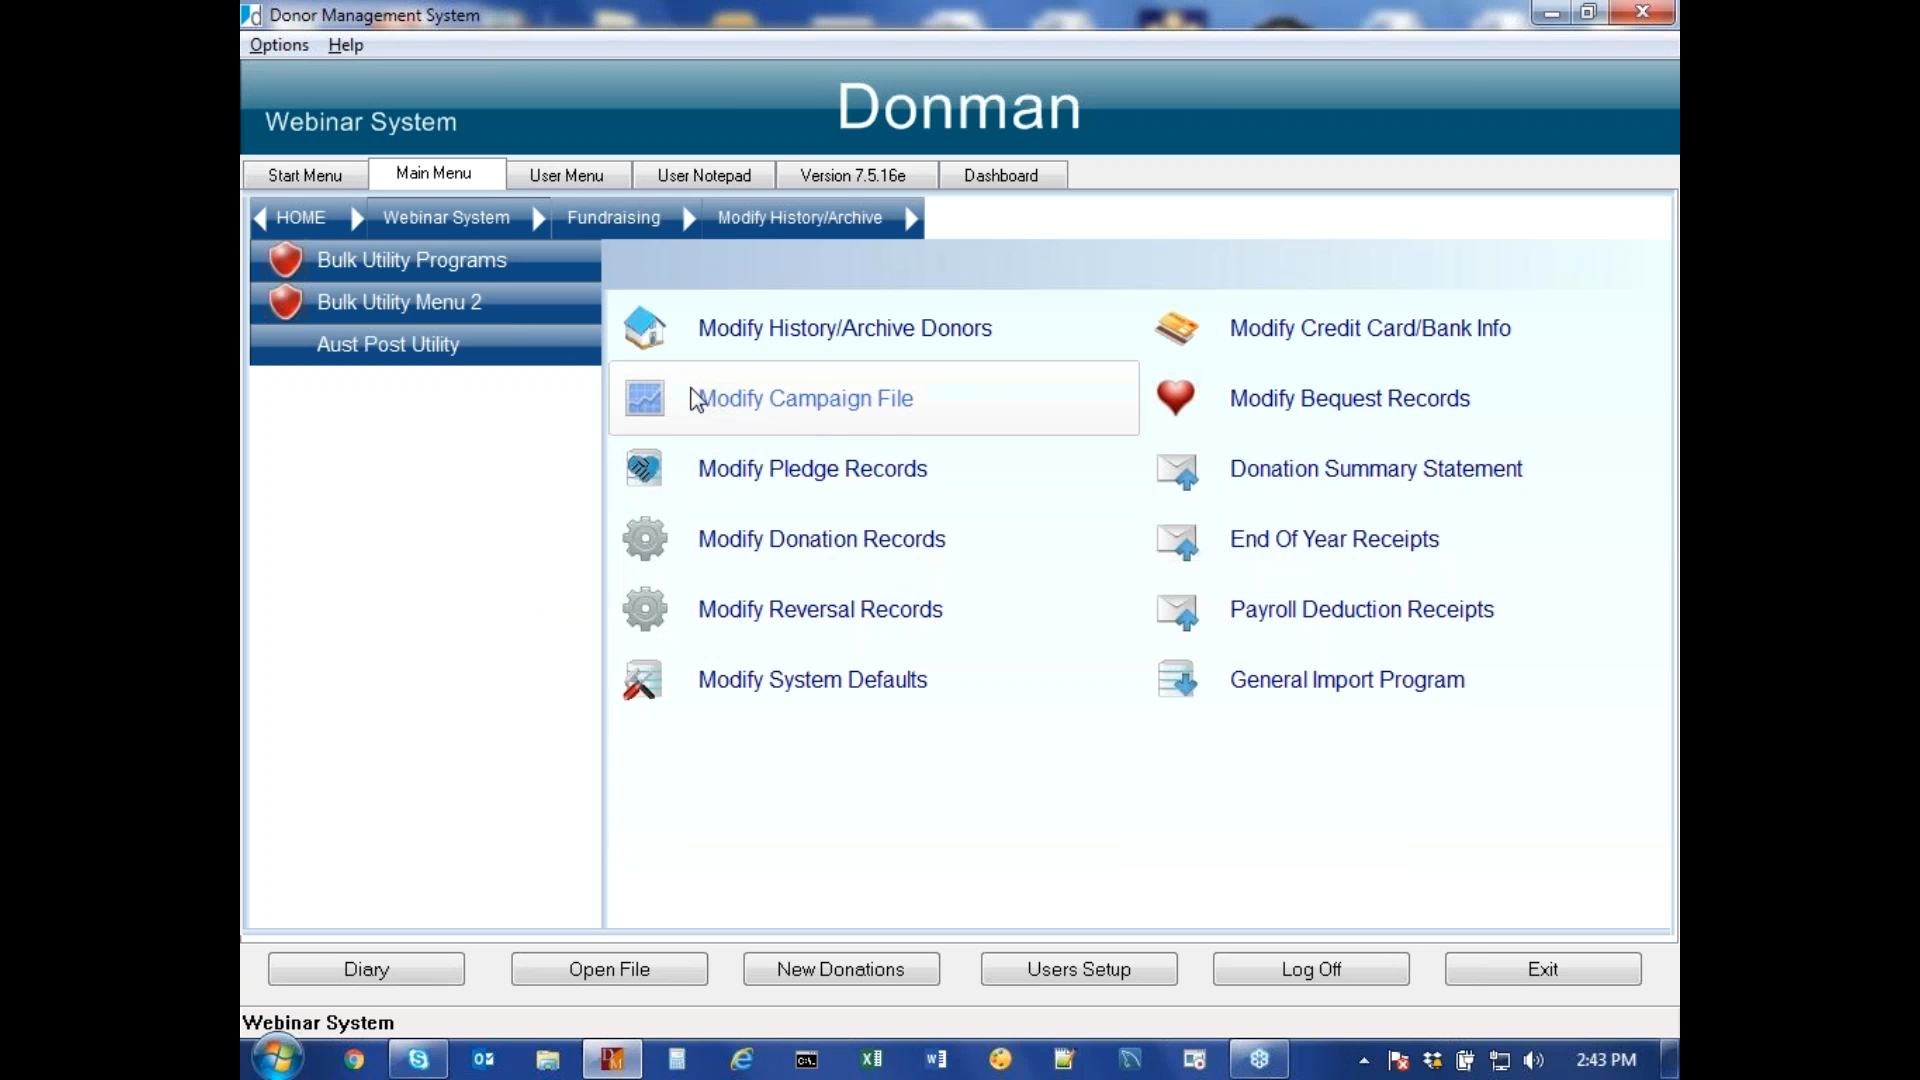 Donor Management System
Options Help
Webinar System
Donman
Start Menu
Main Menu
User Menu
User Notepad
Version 7.5.16e
Dashboard
HOME
Webinar System
Fundraising
Modify History/Archive
Bulk Utility Programs
Bulk Utility Menu 2
Aust Post Utility
Modify History/Archive Donors
Modify Campaign File
Modify Pledge Records
Modify Donation Records
Modify Reversal Records
Modify System Defaults
Modify Credit Card/Bank Info
Modify Bequest Records
Donation Summary Statement
End Of Year Receipts
Payroll Deduction Receipts
General Import Program
Diary
Open File
New Donations
Users Setup
Log Off
Exit
Webinar System
2:43 PM